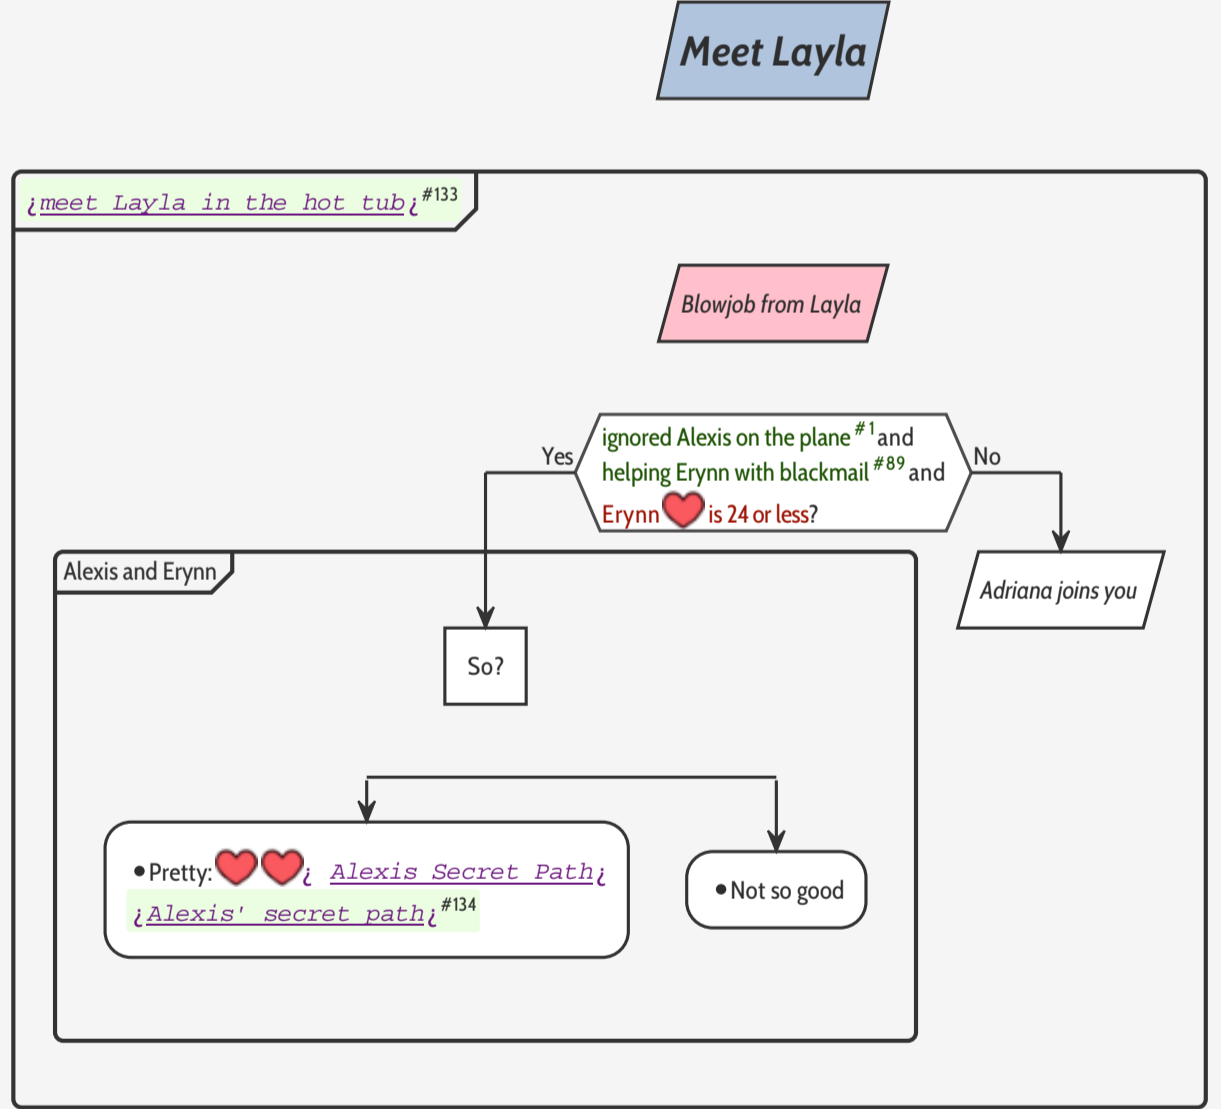 Meet Layla
¿meet Layla in the hot tub¿#133
Blowjob from Layla
Yes
ignored Alexis on the plane #1 and
helping Erynn with blackmail #89 and
Erynn ❤ is 24 or less?
No
Alexis and Erynn
Adriana joins you
So?
•Pretty:❤❤¿ Alexis Secret Path¿
¿Alexis' secret path¿#134
•Not so good